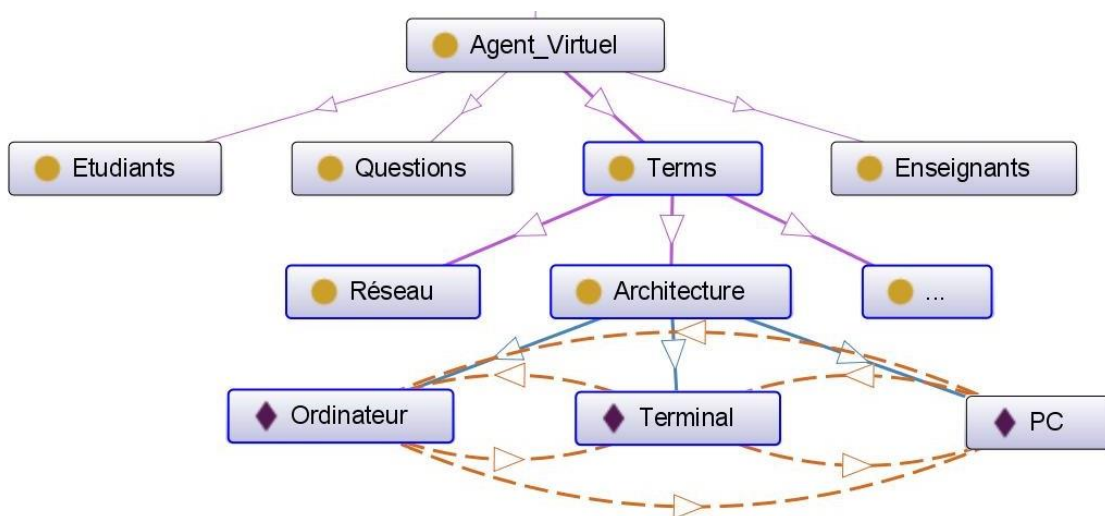 Agent_Virtuel
Etudiants
Questions
Terms
Enseignants
Réseau
Architecture
...
Ordinateur
Terminal
PC